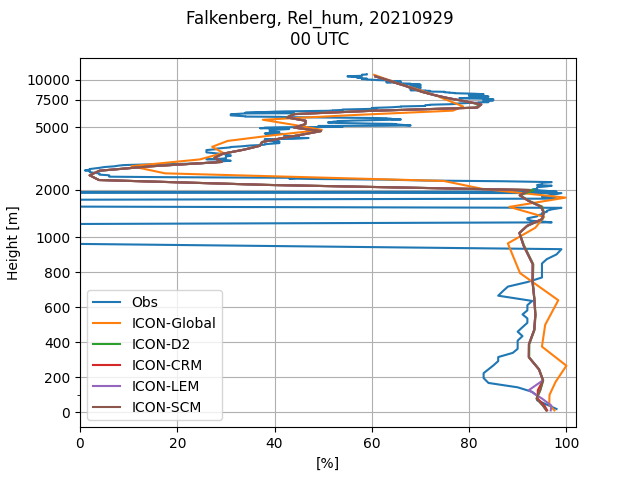 Falkenberg, Rel_hum, 20210929
00 UTC
10000
7500
5000
2000
1000
800
600
400
200
0
Height [m]
Obs
ICON-Global
ICON-D2
ICON-CRM
ICON-LEM
ICON-SCM
0 20 40 60 80 100
[%]